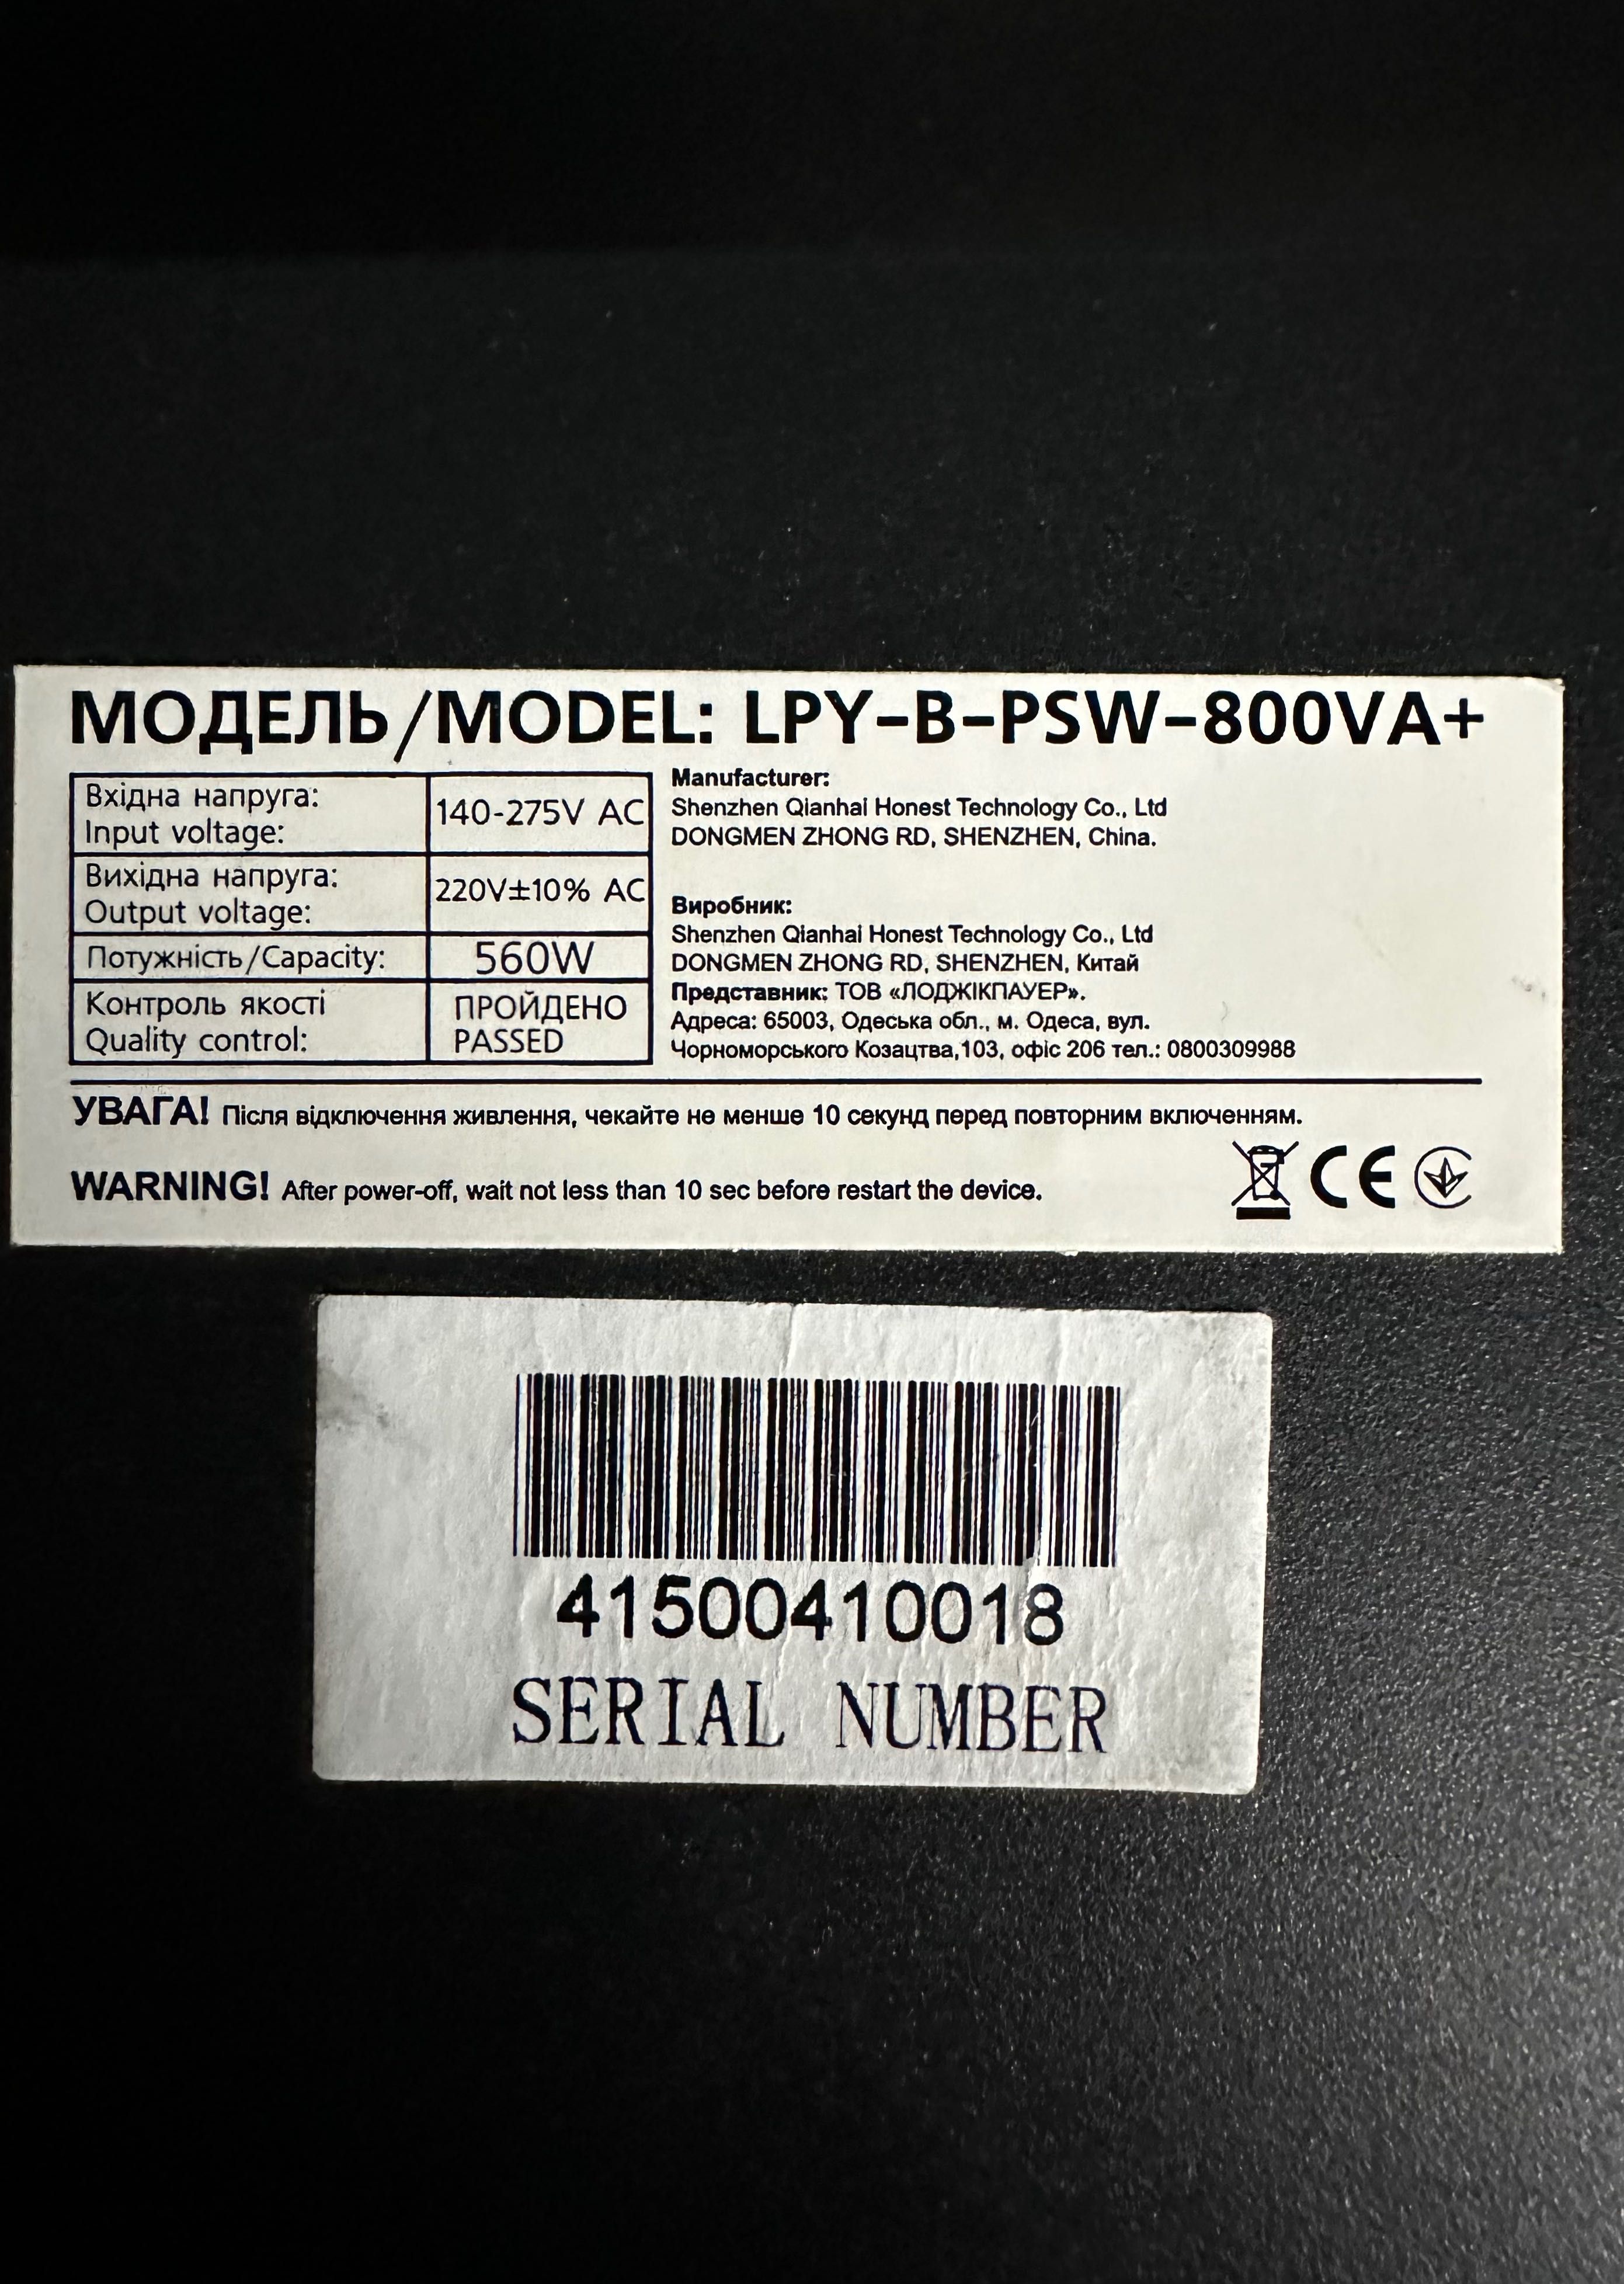 МОДЕЛЬ/MODEL: LPY-B-PSW-800VA+
Вхідна напруга:
Input voltage:
140-275V AC
Вихідна напруга:
Output voltage:
220V±10% AC
Потужність/Capacity:
560W
Контроль якості
Quality control:
ПРОЙДЕНО
PASSED
Manufacturer:
Shenzhen Qianhai Honest Technology Co., Ltd
DONGMEN ZHONG RD, SHENZHEN, China.
Виробник:
Shenzhen Qianhai Honest Technology Co., Ltd
DONGMEN ZHONG RD, SHENZHEN, Китай
Представник: ТОВ «ЛОДЖІКПАУЕР».
Адреса: 65003, Одеська обл., м. Одеса, вул.
Чорноморського Козацтва,103, офіс 206 тел.: 0800309988
УВАГА! Після відключення живлення, чекайте не менше 10 секунд перед повторним включенням.
WARNING! After power-off, wait not less than 10 sec before restart the device.
CE
41500410018
SERIAL NUMBER